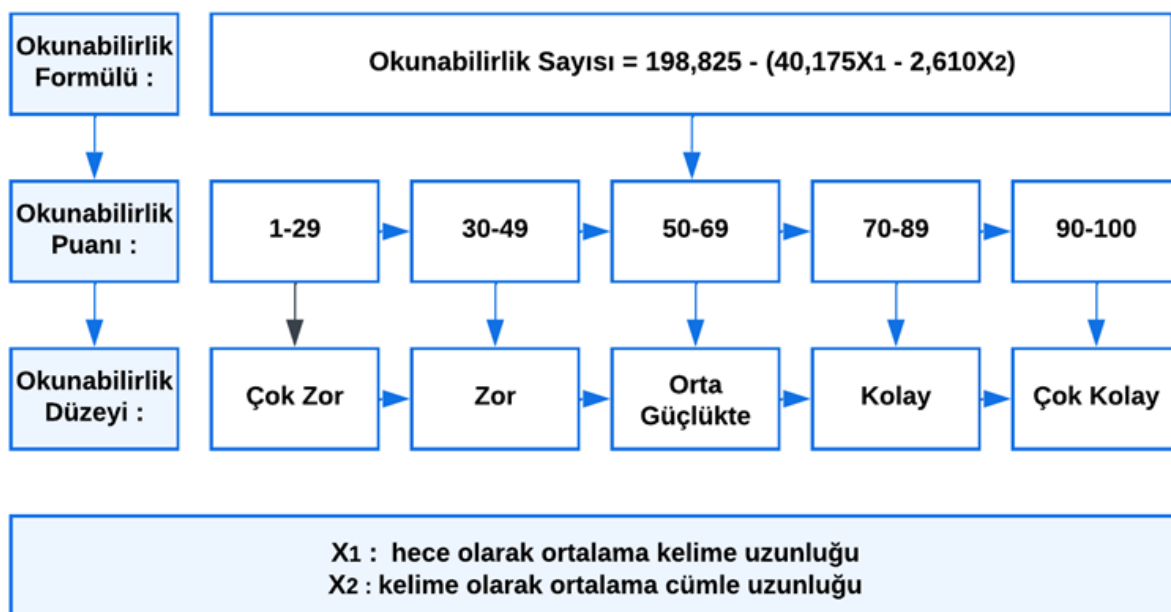 Okunabilirlik
Formülü :
Okunabilirlik Sayısı = 198,825 - (40,175X1 - 2,610X2)
Okunabilirlik
Puanı :
1-29
30-49
50-69
70-89
90-100
Okunabilirlik
Düzeyi :
Çok Zor
Zor
Orta
Güçlükte
Kolay
Çok Kolay
X1 : hece olarak ortalama kelime uzunluğu
X2 : kelime olarak ortalama cümle uzunluğu